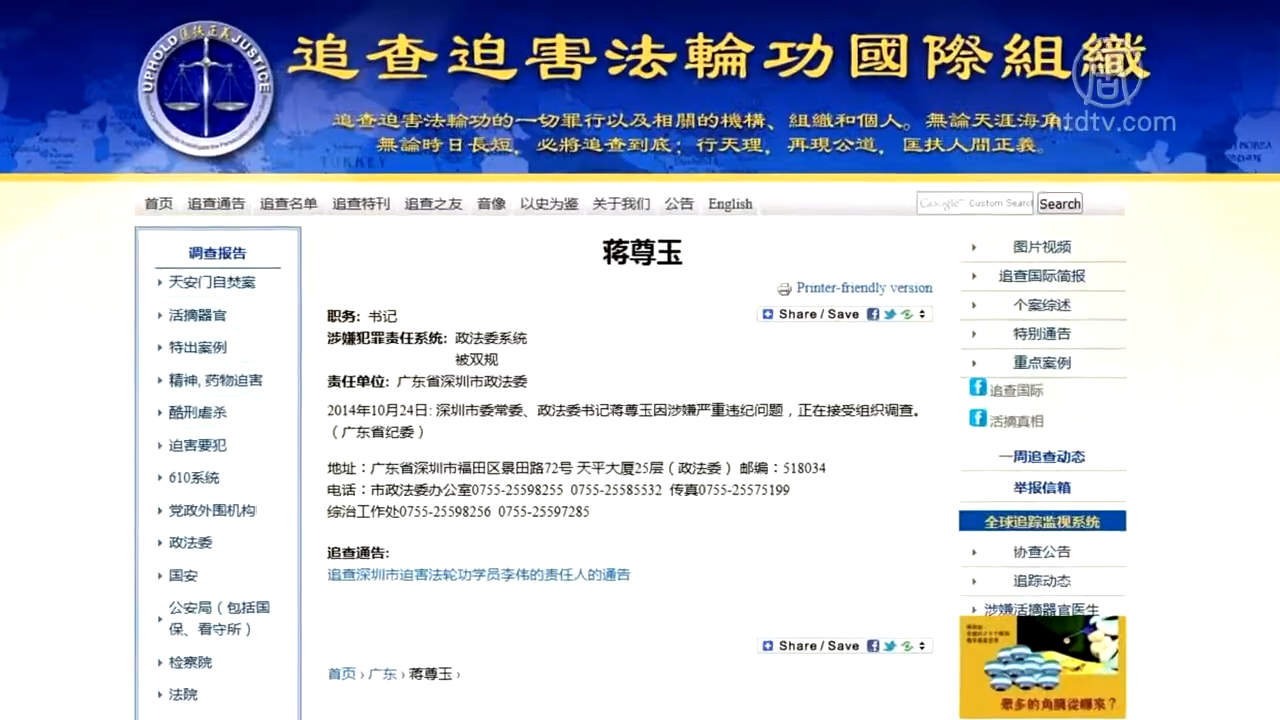 UPHOLD 匡扶正義 JUSTICE
追查迫害法輪功國際組織
追查迫害法輪功的一切罪行以及相關的機構、組織和個人。無論天涯海角,
無論時日長短，必將追查到底；行天理，再現公道，匡扶人間正義。
ntdtv.com
首页 追查通告 追查名单 追查特刊 追查之友 音像 以史为鉴 关于我们 公告 English
Google™ Custom Search Search
调查报告
天安门自焚案
活摘器官
特出案例
精神, 药物迫害
酷刑虐杀
迫害要犯
610系统
党政外围机构
政法委
国安
公安局（包括国
保、看守所）
检察院
法院
蒋尊玉
Printer-friendly version
Share / Save
职务: 书记
涉嫌犯罪责任系统: 政法委系统
被双规
责任单位: 广东省深圳市政法委
2014年10月24日: 深圳市委常委、政法委书记蒋尊玉因涉嫌严重违纪问题，正在接受组织调查。
（广东省纪委）
地址：广东省深圳市福田区景田路72号 天平大厦25层（政法委） 邮编：518034
电话：市政法委办公室0755-25598255 0755-25585532 传真0755-25575199
综治工作处0755-25598256 0755-25597285
追查通告:
追查深圳市迫害法轮功学员李伟的责任人的通告
Share / Save
首页 › 广东 › 蒋尊玉 ›
图片视频
追查国际简报
个案综述
特别通告
重点案例
追查国际
活摘真相
一周追查动态
举报信箱
全球追踪监视系统
协查公告
追踪动态
涉嫌活摘器官医生
眾多的角膜從哪來？